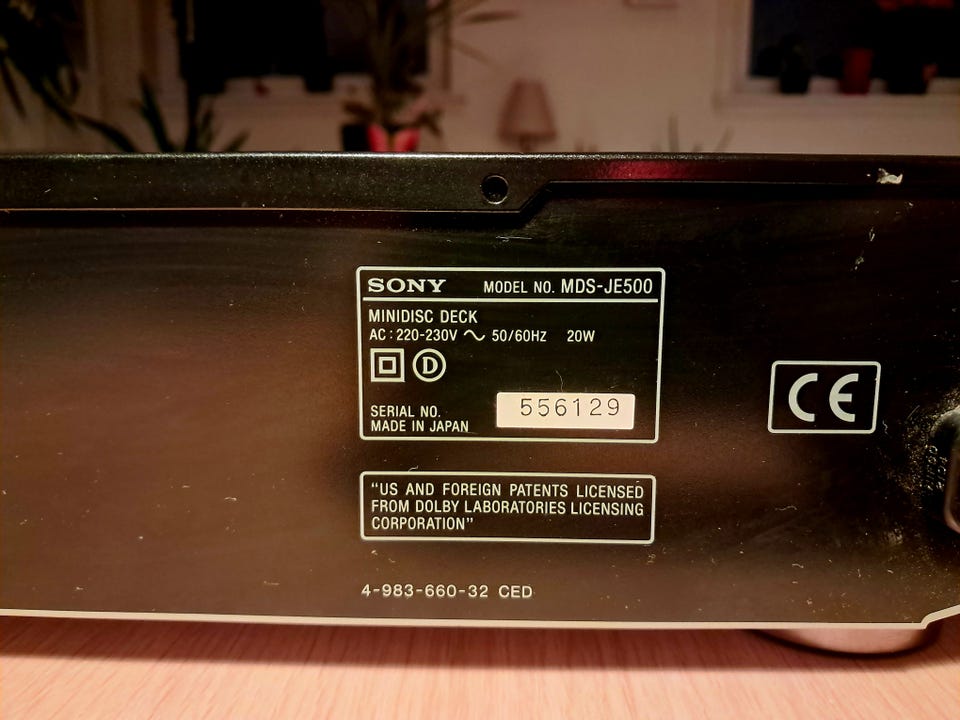 SONY MODEL NO. MDS-JE500
MINIDISC DECK
AC: 220-230V ∿ 50/60Hz 20W
D
SERIAL NO. 556129
MADE IN JAPAN
CE
"US AND FOREIGN PATENTS LICENSED
FROM DOLBY LABORATORIES LICENSING
CORPORATION"
4-983-660-32 CED